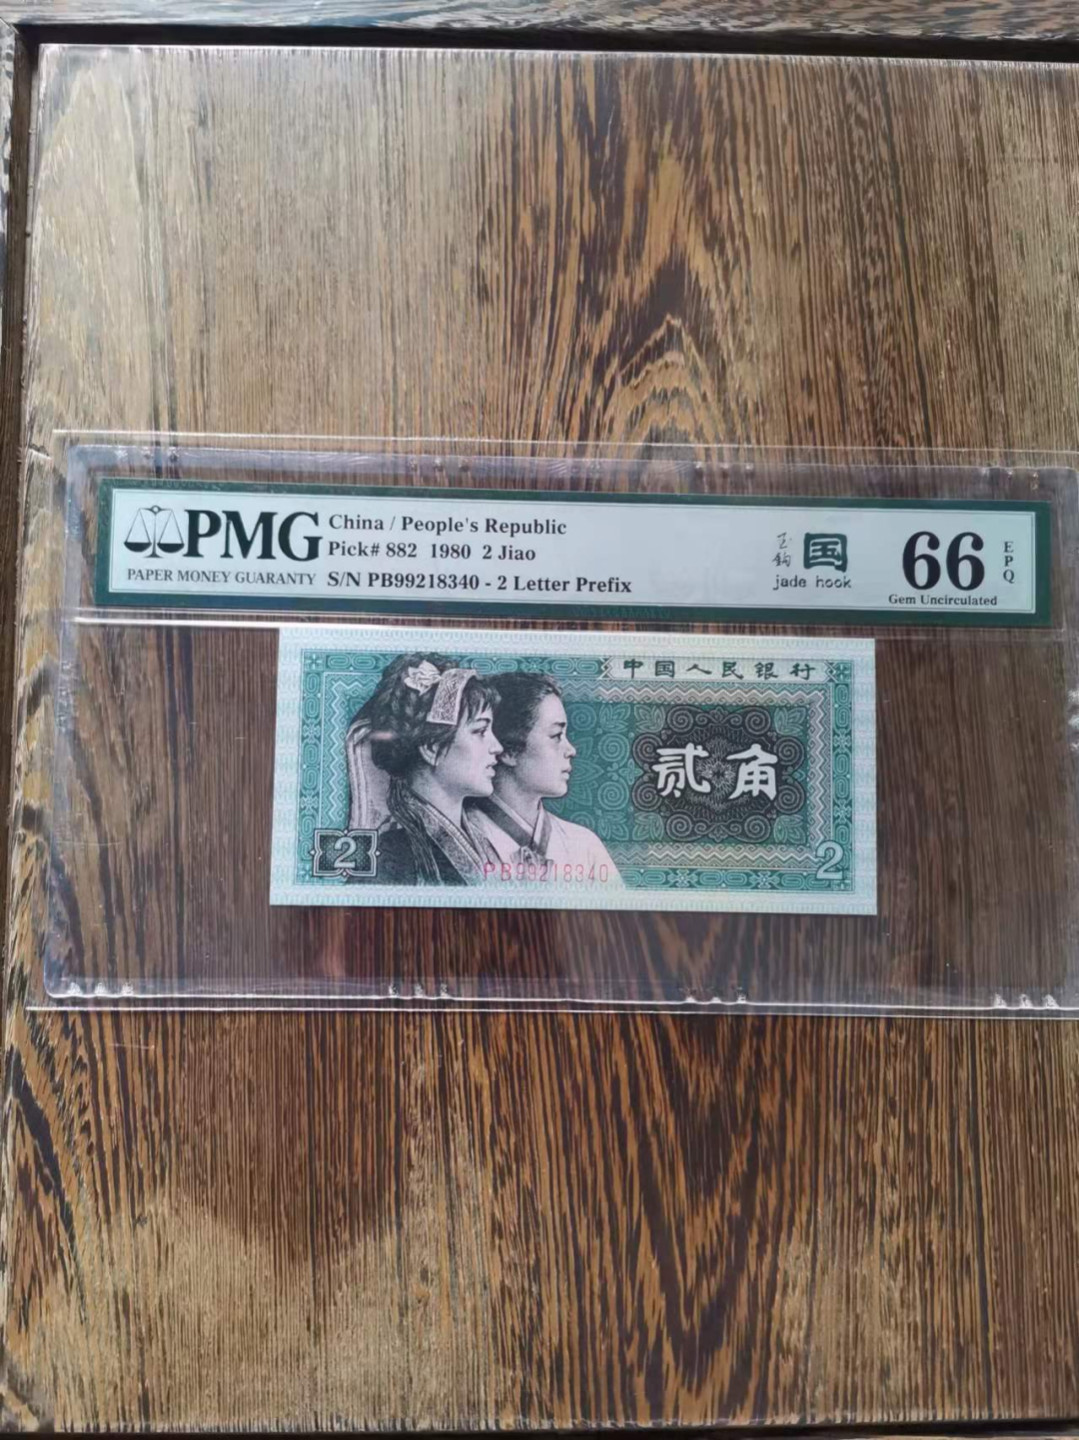 PMG
PAPER MONEY GUARANTY
China / People's Republic
Pick# 882 1980 2 Jiao
S/N PB99218340 - 2 Letter Prefix
玉鈎
国
jade hook
66
EPQ
Gem Uncirculated
中国人民银行
贰角
2
PB99218340
2